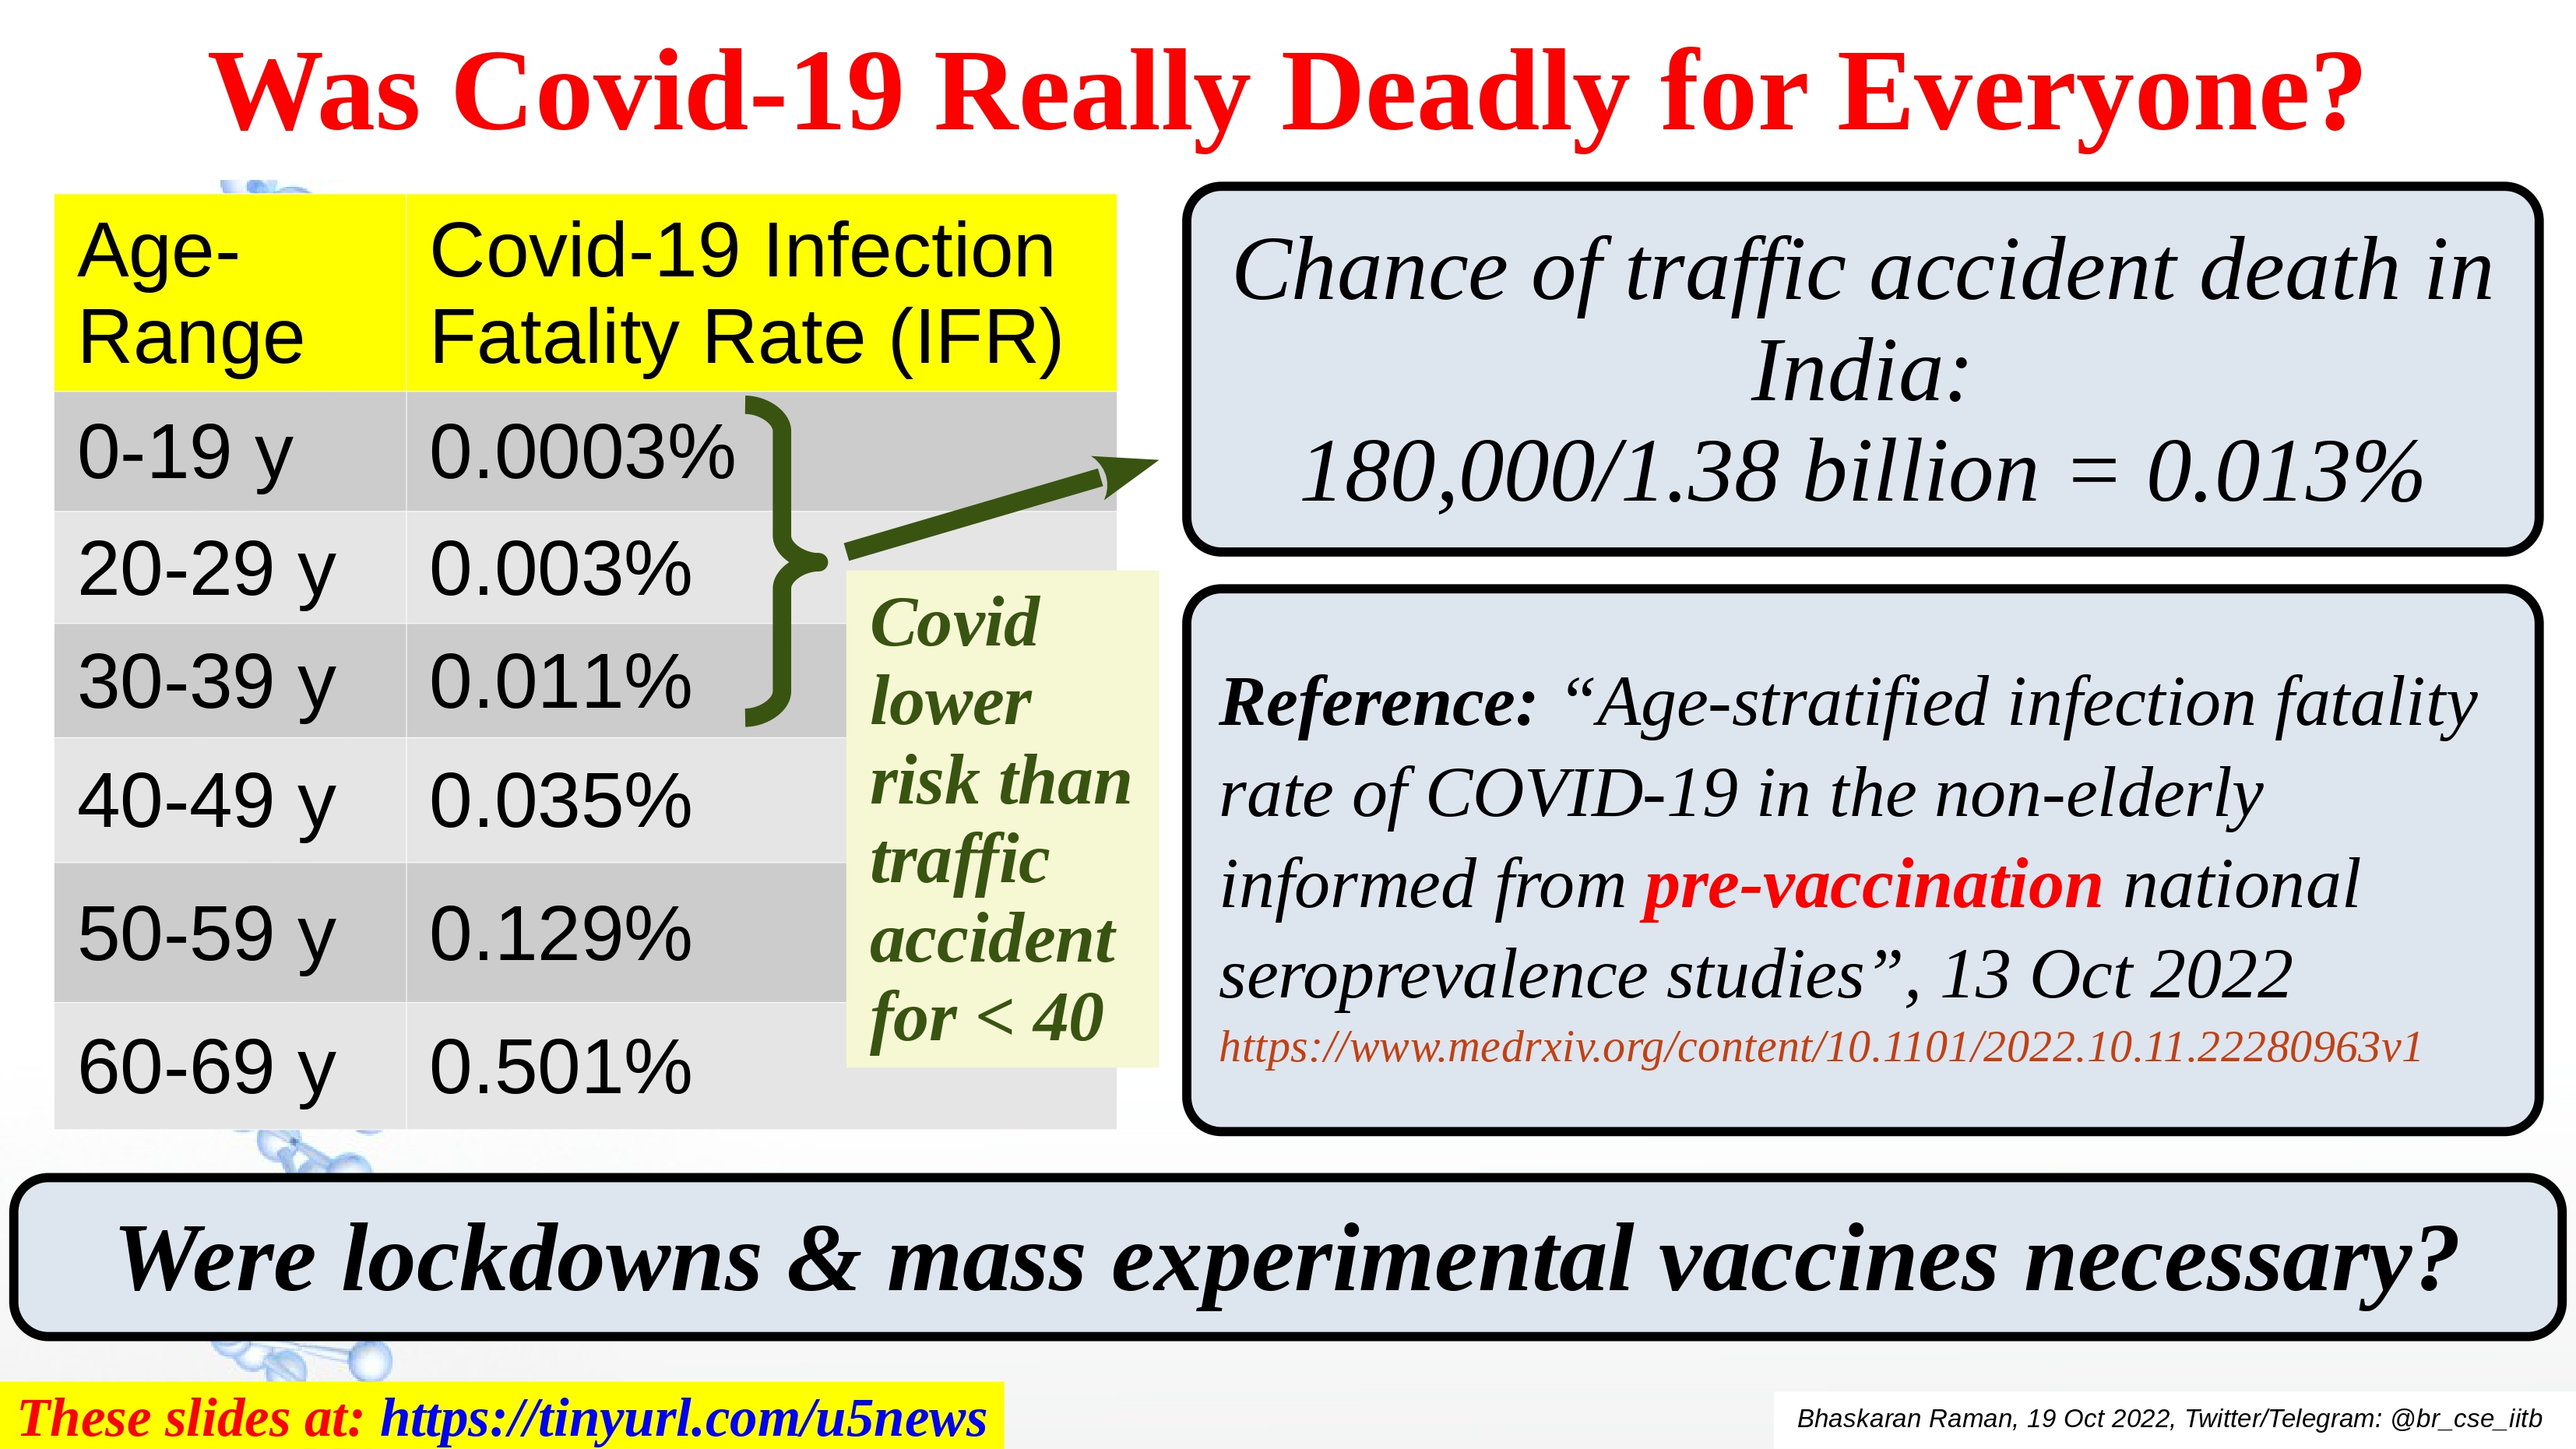 Was Covid-19 Really Deadly for Everyone?
Age-
Range
Covid-19 Infection
Fatality Rate (IFR)
0-19 y 0.0003%
20-29 y 0.003%
30-39 y 0.011%
40-49 y 0.035%
50-59 y 0.129%
60-69 y 0.501%
Covid
lower
risk than
traffic
accident
for < 40
Chance of traffic accident death in
India:
180,000/1.38 billion = 0.013%
Reference: “Age-stratified infection fatality
rate of COVID-19 in the non-elderly
informed from pre-vaccination national
seroprevalence studies”, 13 Oct 2022
https://www.medrxiv.org/content/10.1101/2022.10.11.22280963v1
Were lockdowns & mass experimental vaccines necessary?
These slides at: https://tinyurl.com/u5news
Bhaskaran Raman, 19 Oct 2022, Twitter/Telegram: @br_cse_iitb